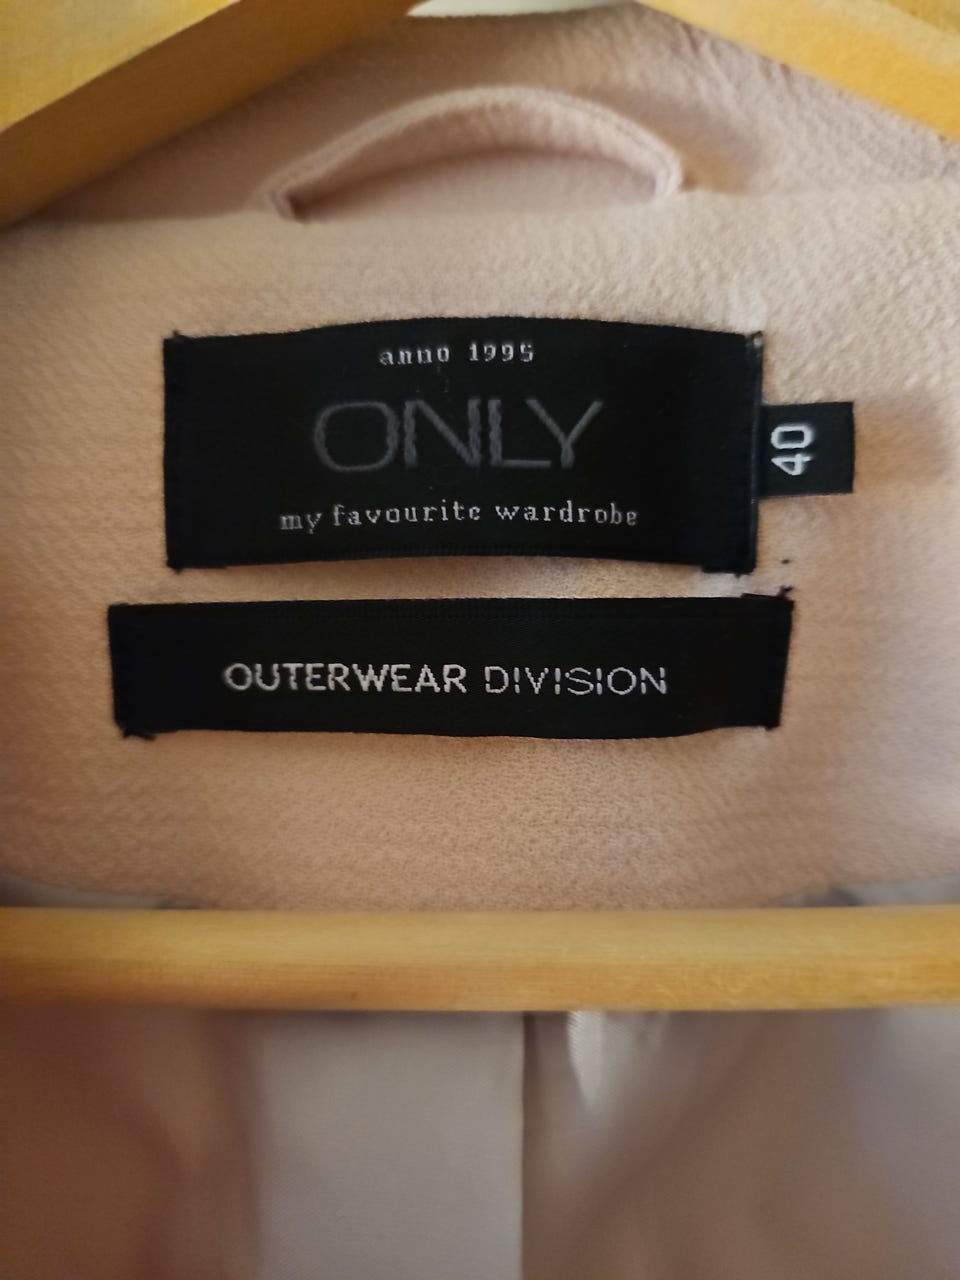 anno 1995
ONLY
my favourite wardrobe
40
OUTERWEAR DIVISION